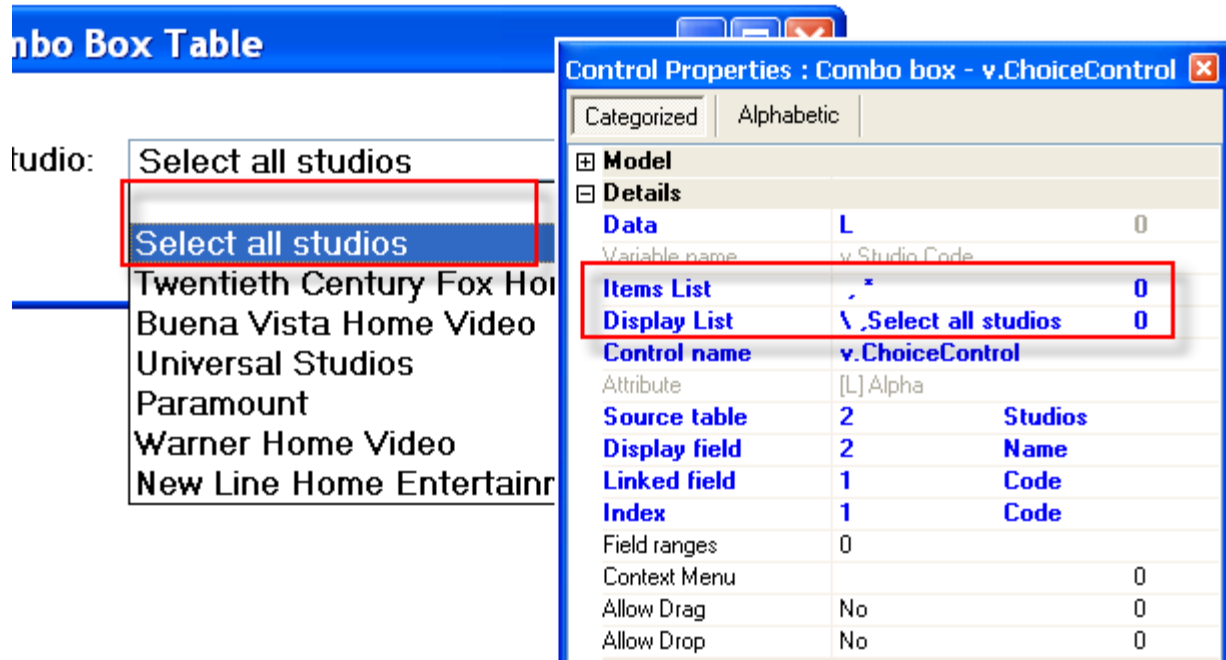 nbo Box Table
tudio: Select all studios
Select all studios
Twentieth Century Fox Hor
Buena Vista Home Video
Universal Studios
Paramount
Warner Home Video
New Line Home Entertainr
Control Properties : Combo box - v.ChoiceControl
Categorized Alphabetic
Model
Details
Data L 0
Variable name v.Studio Code
Items List , * 0
Display List \ ,Select all studios 0
Control name v.ChoiceControl
Attribute [L] Alpha
Source table 2 Studios
Display field 2 Name
Linked field 1 Code
Index 1 Code
Field ranges 0
Context Menu 0
Allow Drag No 0
Allow Drop No 0